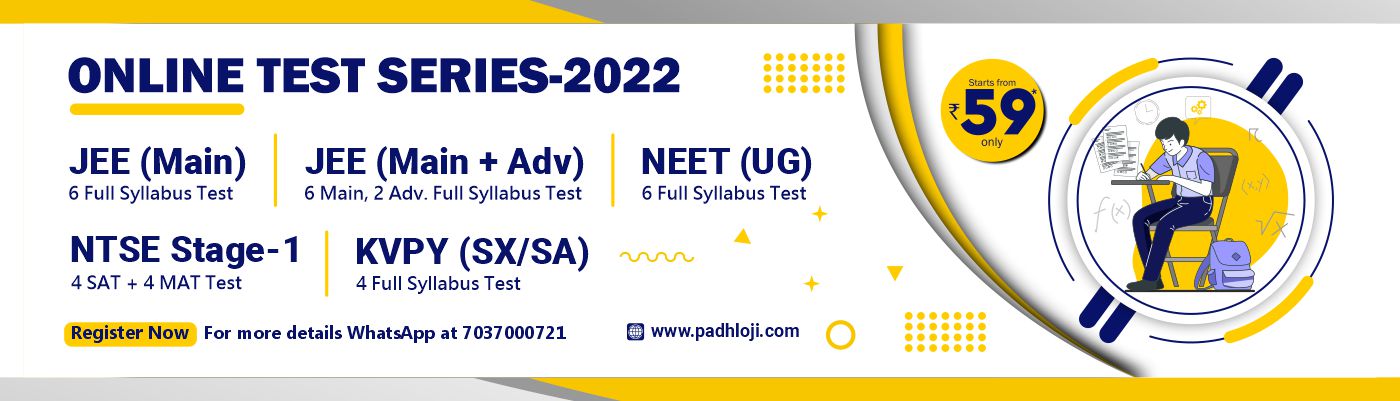 ONLINE TEST SERIES-2022
JEE (Main)
6 Full Syllabus Test
JEE (Main + Adv)
6 Main, 2 Adv. Full Syllabus Test
NEET (UG)
6 Full Syllabus Test
NTSE Stage-1
4 SAT + 4 MAT Test
KVPY (SX/SA)
4 Full Syllabus Test
Register Now For more details WhatsApp at 7037000721
www.padhloji.com
Starts from
₹ 59*
only
f(x)
(x,y)
√x